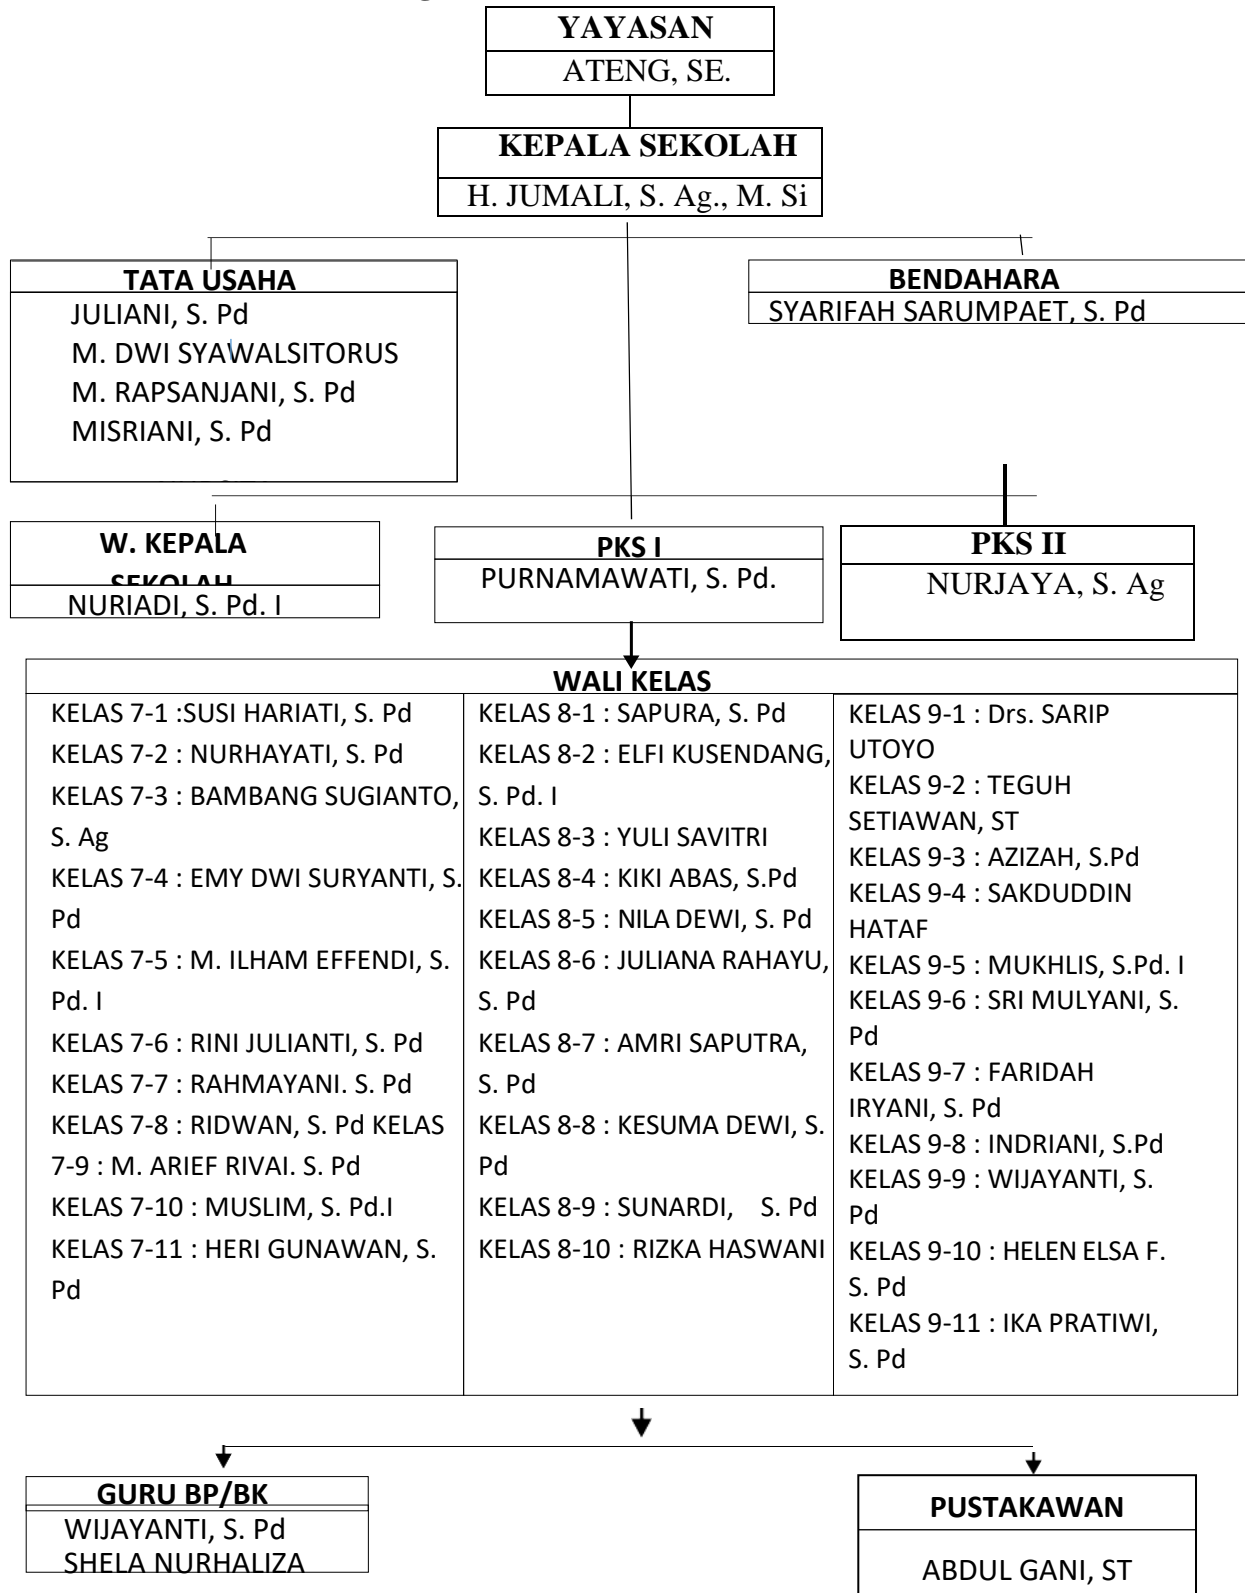 YAYASAN
ATENG, SE.
KEPALA SEKOLAH
H. JUMALI, S. Ag., M. Si
TATA USAHA
JULIANI, S. Pd
M. DWI SYAWALSITORUS
M. RAPSANJANI, S. Pd
MISRIANI, S. Pd
BENDAHARA
SYARIFAH SARUMPAET, S. Pd
W. KEPALA
SEKOLAH
NURIADI, S. Pd. I
PKS I
PURNAMAWATI, S. Pd.
PKS II
NURJAYA, S. Ag
WALI KELAS
KELAS 7-1 :SUSI HARIATI, S. Pd
KELAS 7-2 : NURHAYATI, S. Pd
KELAS 7-3 : BAMBANG SUGIANTO,
S. Ag
KELAS 7-4 : EMY DWI SURYANTI, S.
Pd
KELAS 7-5 : M. ILHAM EFFENDI, S.
Pd. I
KELAS 7-6 : RINI JULIANTI, S. Pd
KELAS 7-7 : RAHMAYANI. S. Pd
KELAS 7-8 : RIDWAN, S. Pd KELAS
7-9 : M. ARIEF RIVAI. S. Pd
KELAS 7-10 : MUSLIM, S. Pd.I
KELAS 7-11 : HERI GUNAWAN, S.
Pd
KELAS 8-1 : SAPURA, S. Pd
KELAS 8-2 : ELFI KUSENDANG,
S. Pd. I
KELAS 8-3 : YULI SAVITRI
KELAS 8-4 : KIKI ABAS, S.Pd
KELAS 8-5 : NILA DEWI, S. Pd
KELAS 8-6 : JULIANA RAHAYU,
S. Pd
KELAS 8-7 : AMRI SAPUTRA,
S. Pd
KELAS 8-8 : KESUMA DEWI, S.
Pd
KELAS 8-9 : SUNARDI, S. Pd
KELAS 8-10 : RIZKA HASWANI
KELAS 9-1 : Drs. SARIP
UTOYO
KELAS 9-2 : TEGUH
SETIAWAN, ST
KELAS 9-3 : AZIZAH, S.Pd
KELAS 9-4 : SAKDUDDIN
HATAF
KELAS 9-5 : MUKHLIS, S.Pd. I
KELAS 9-6 : SRI MULYANI, S.
Pd
KELAS 9-7 : FARIDAH
IRYANI, S. Pd
KELAS 9-8 : INDRIANI, S.Pd
KELAS 9-9 : WIJAYANTI, S.
Pd
KELAS 9-10 : HELEN ELSA F.
S. Pd
KELAS 9-11 : IKA PRATIWI,
S. Pd
GURU BP/BK
WIJAYANTI, S. Pd
SHELA NURHALIZA
PUSTAKAWAN
ABDUL GANI, ST